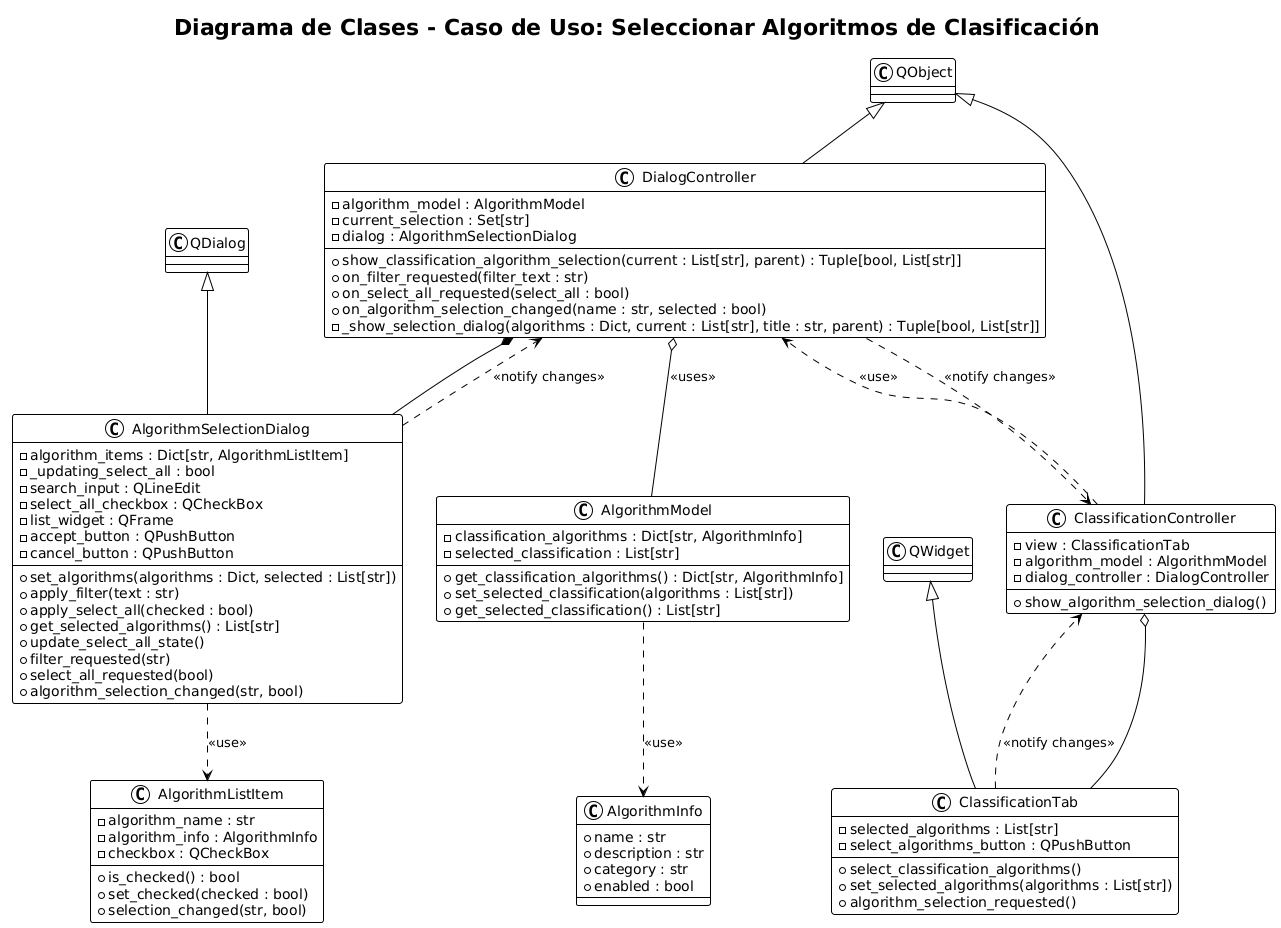 Diagrama de Clases - Caso de Uso: Seleccionar Algoritmos de Clasificación
C QObject
C DialogController
algorithm_model : AlgorithmModel
current_selection : Set[str]
dialog : AlgorithmSelectionDialog
show_classification_algorithm_selection(current : List[str], parent) : Tuple[bool, List[str]]
on_filter_requested(filter_text : str)
on_select_all_requested(select_all : bool)
on_algorithm_selection_changed(name : str, selected : bool)
_show_selection_dialog(algorithms : Dict, current : List[str], title : str, parent) : Tuple[bool, List[str]]
C QDialog
«notify changes»
«uses»
«use»
«notify changes»
C AlgorithmSelectionDialog
algorithm_items : Dict[str, AlgorithmListItem]
_updating_select_all : bool
search_input : QLineEdit
select_all_checkbox : QCheckBox
list_widget : QFrame
accept_button : QPushButton
cancel_button : QPushButton
set_algorithms(algorithms : Dict, selected : List[str])
apply_filter(text : str)
apply_select_all(checked : bool)
get_selected_algorithms() : List[str]
update_select_all_state()
filter_requested(str)
select_all_requested(bool)
algorithm_selection_changed(str, bool)
C AlgorithmModel
classification_algorithms : Dict[str, AlgorithmInfo]
selected_classification : List[str]
get_classification_algorithms() : Dict[str, AlgorithmInfo]
set_selected_classification(algorithms : List[str])
get_selected_classification() : List[str]
C QWidget
C ClassificationController
view : ClassificationTab
algorithm_model : AlgorithmModel
dialog_controller : DialogController
show_algorithm_selection_dialog()
«use»
«use»
«notify changes»
C AlgorithmListItem
algorithm_name : str
algorithm_info : AlgorithmInfo
checkbox : QCheckBox
is_checked() : bool
set_checked(checked : bool)
selection_changed(str, bool)
C AlgorithmInfo
name : str
description : str
category : str
enabled : bool
C ClassificationTab
selected_algorithms : List[str]
select_algorithms_button : QPushButton
select_classification_algorithms()
set_selected_algorithms(algorithms : List[str])
algorithm_selection_requested()